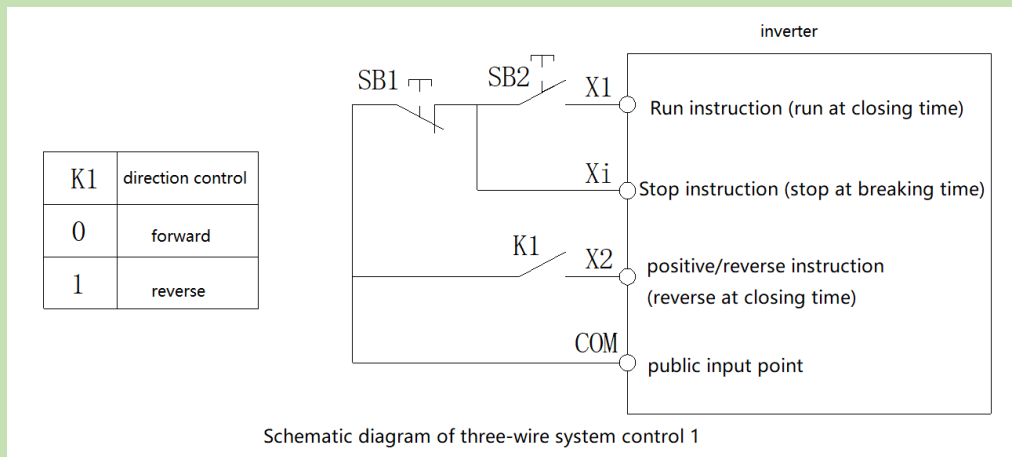 inverter
SB1
SB2
X1
Run instruction (run at closing time)
K1 direction control
0 forward
1 reverse
Xi
Stop instruction (stop at breaking time)
K1
X2
positive/reverse instruction
(reverse at closing time)
COM
public input point
Schematic diagram of three-wire system control 1